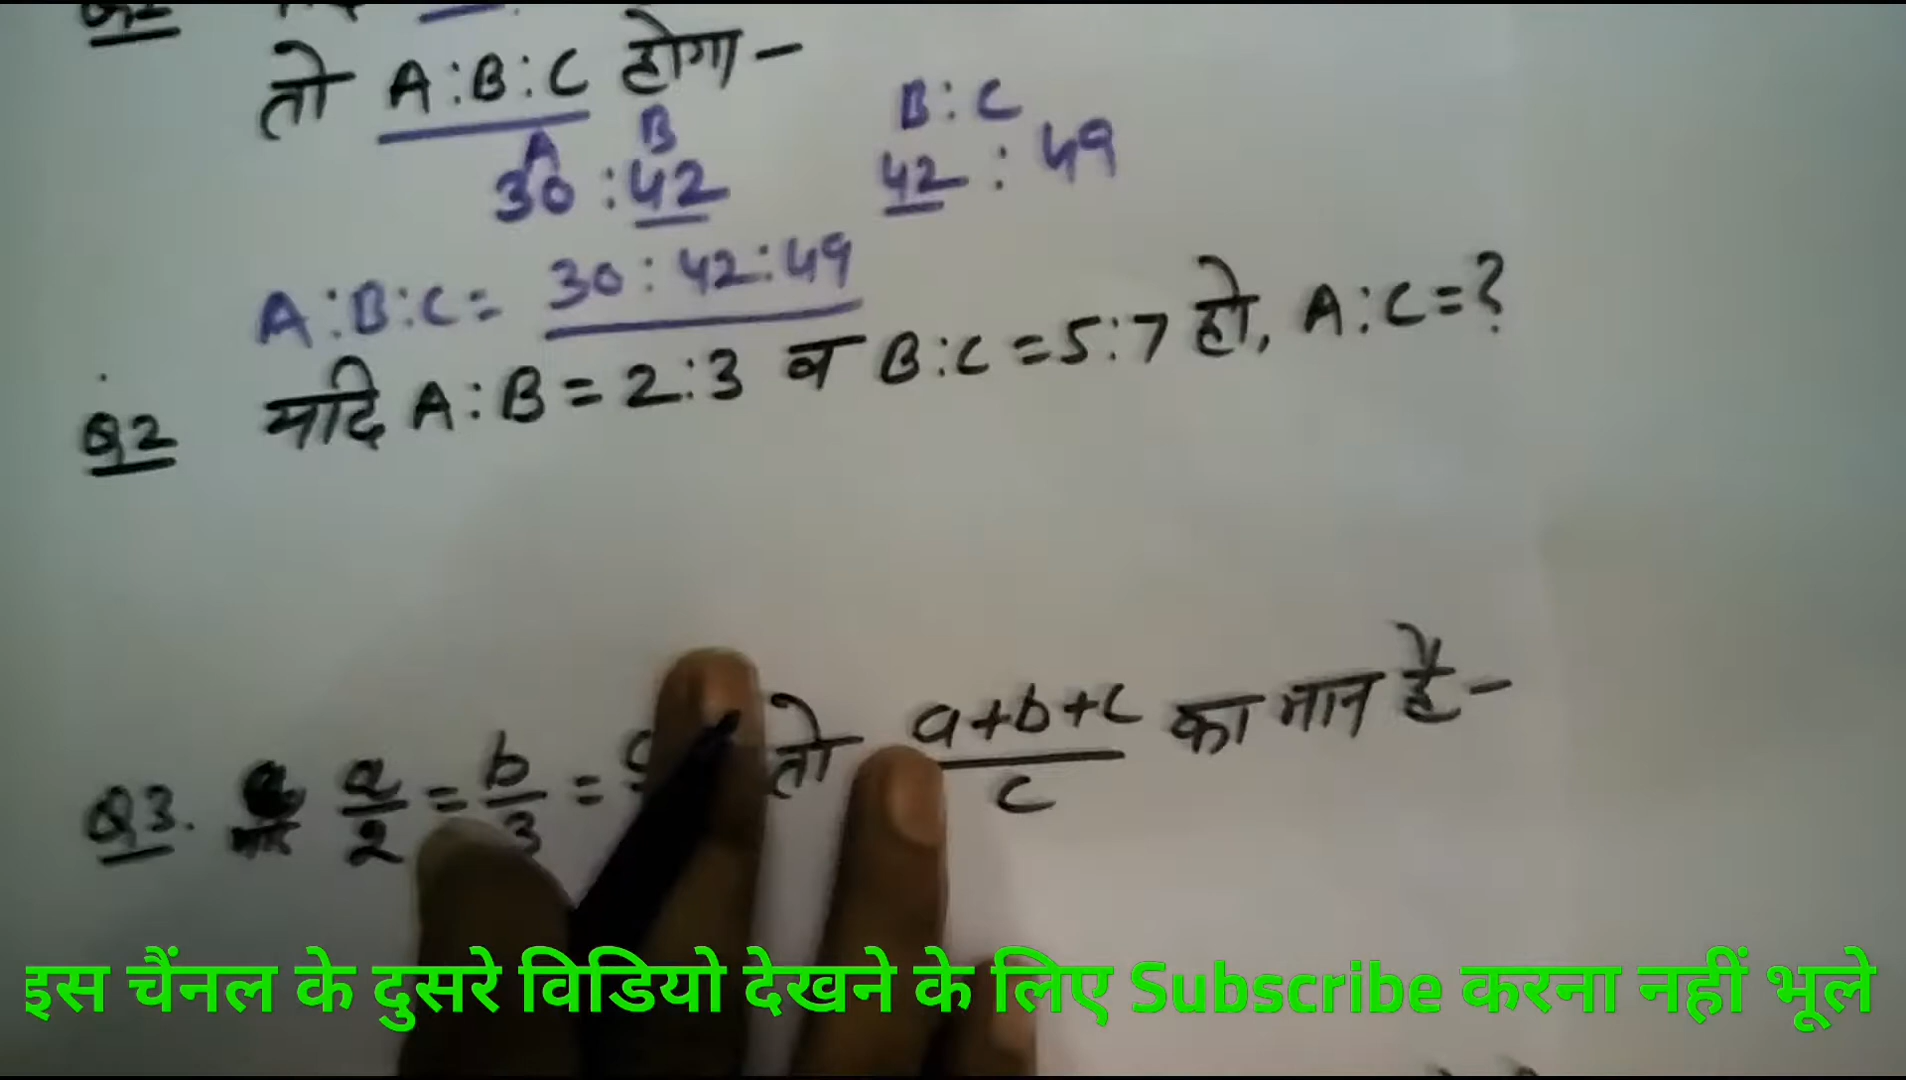 तो A:B:C होगा-
A B B:C
30:42 42:49
A:B:C= 30:42:49
Q2 यदि A:B=2:3 व B:C=5:7 हो, A:C=?
Q3. a/2=b/3= तो a+b+c/c का मान है-
इस चैंनल के दुसरे विडियो देखने के लिए Subscribe करना नहीं भूले